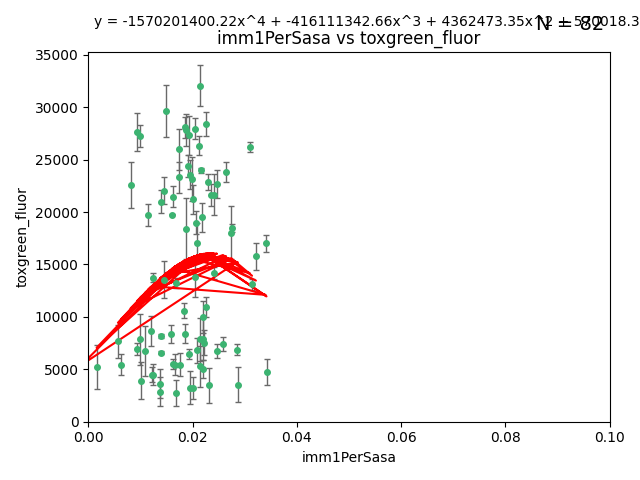 y = -1570201400.22x^4 + -416111342.66x^3 + 4362473.35x^2 +
N = 82
imm1PerSasa vs toxgreen_fluor
35000
30000
25000
20000
15000
10000
5000
0
toxgreen_fluor
0.00 0.02 0.04 0.06 0.08 0.10
imm1PerSasa